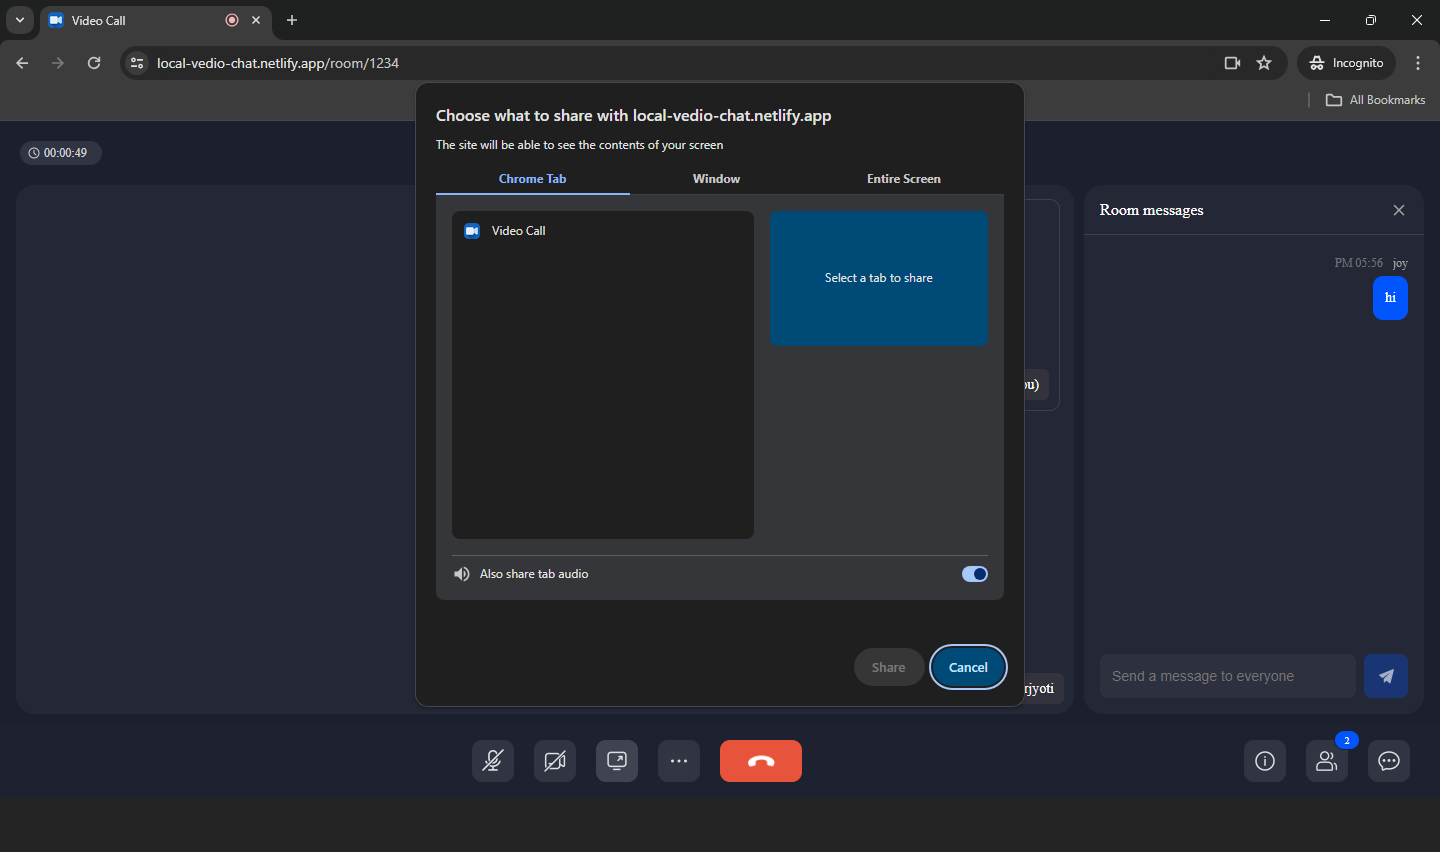 Video Call
local-vedio-chat.netlify.app/room/1234
Incognito
All Bookmarks
00:00:49
Choose what to share with local-vedio-chat.netlify.app
The site will be able to see the contents of your screen
Chrome Tab Window Entire Screen
Video Call
Select a tab to share
Also share tab audio
Share Cancel
ou)
rjyoti
Room messages
PM 05:56 joy
hi
Send a message to everyone
2